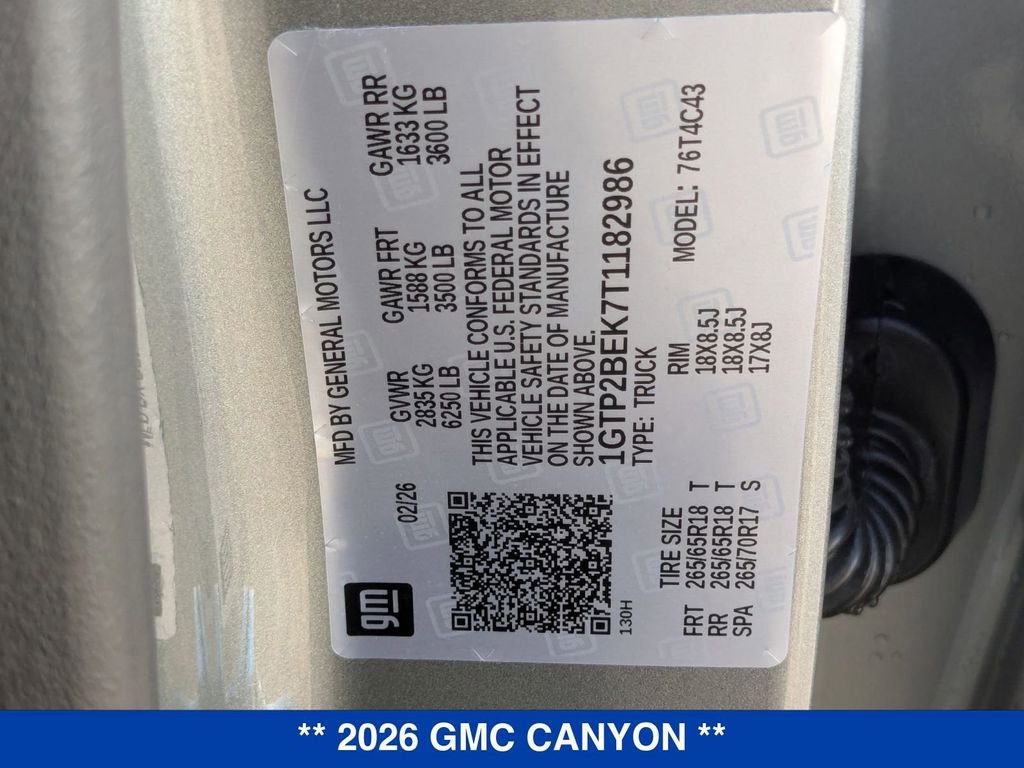 gm
02/26
MFD BY GENERAL MOTORS LLC
GVWR GAWR FRT GAWR RR
2835 KG 1588 KG 1633 KG
6250 LB 3500 LB 3600 LB
THIS VEHICLE CONFORMS TO ALL
APPLICABLE U.S. FEDERAL MOTOR
VEHICLE SAFETY STANDARDS IN EFFECT
ON THE DATE OF MANUFACTURE
SHOWN ABOVE.
1GTP2BEK7T1182986
TYPE: TRUCK
130H
MODEL: 76T4C43
TIRE SIZE RIM
FRT 265/65R18 T 18X8.5J
RR 265/65R18 T 18X8.5J
SPA 265/70R17 S 17X8J
** 2026 GMC CANYON **